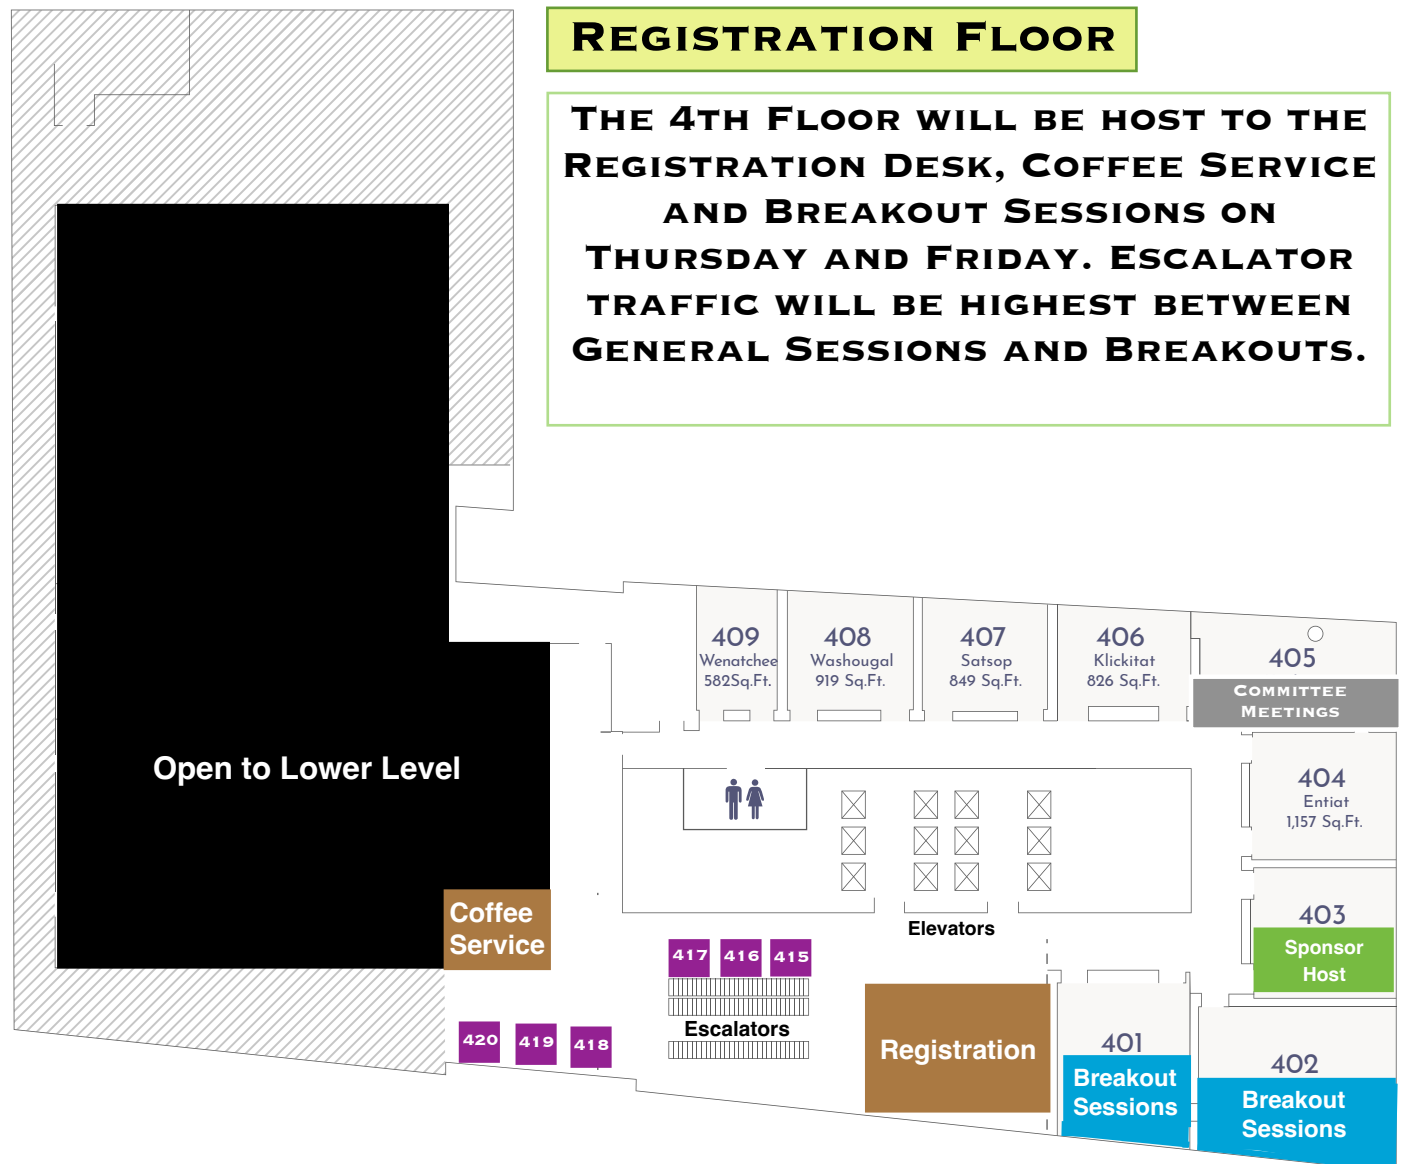 REGISTRATION FLOOR
THE 4TH FLOOR WILL BE HOST TO THE
REGISTRATION DESK, COFFEE SERVICE
AND BREAKOUT SESSIONS ON
THURSDAY AND FRIDAY. ESCALATOR
TRAFFIC WILL BE HIGHEST BETWEEN
GENERAL SESSIONS AND BREAKOUTS.
409
Wenatchee
582Sq.Ft.
408
Washougal
919 Sq.Ft.
407
Satsop
849 Sq.Ft.
406
Klickitat
826 Sq.Ft.
405
COMMITTEE
MEETINGS
Open to Lower Level
404
Entiat
1,157 Sq.Ft.
403
Sponsor
Host
Coffee
Service
Elevators
417
416
415
Escalators
420
419
418
Registration
401
Breakout
Sessions
402
Breakout
Sessions